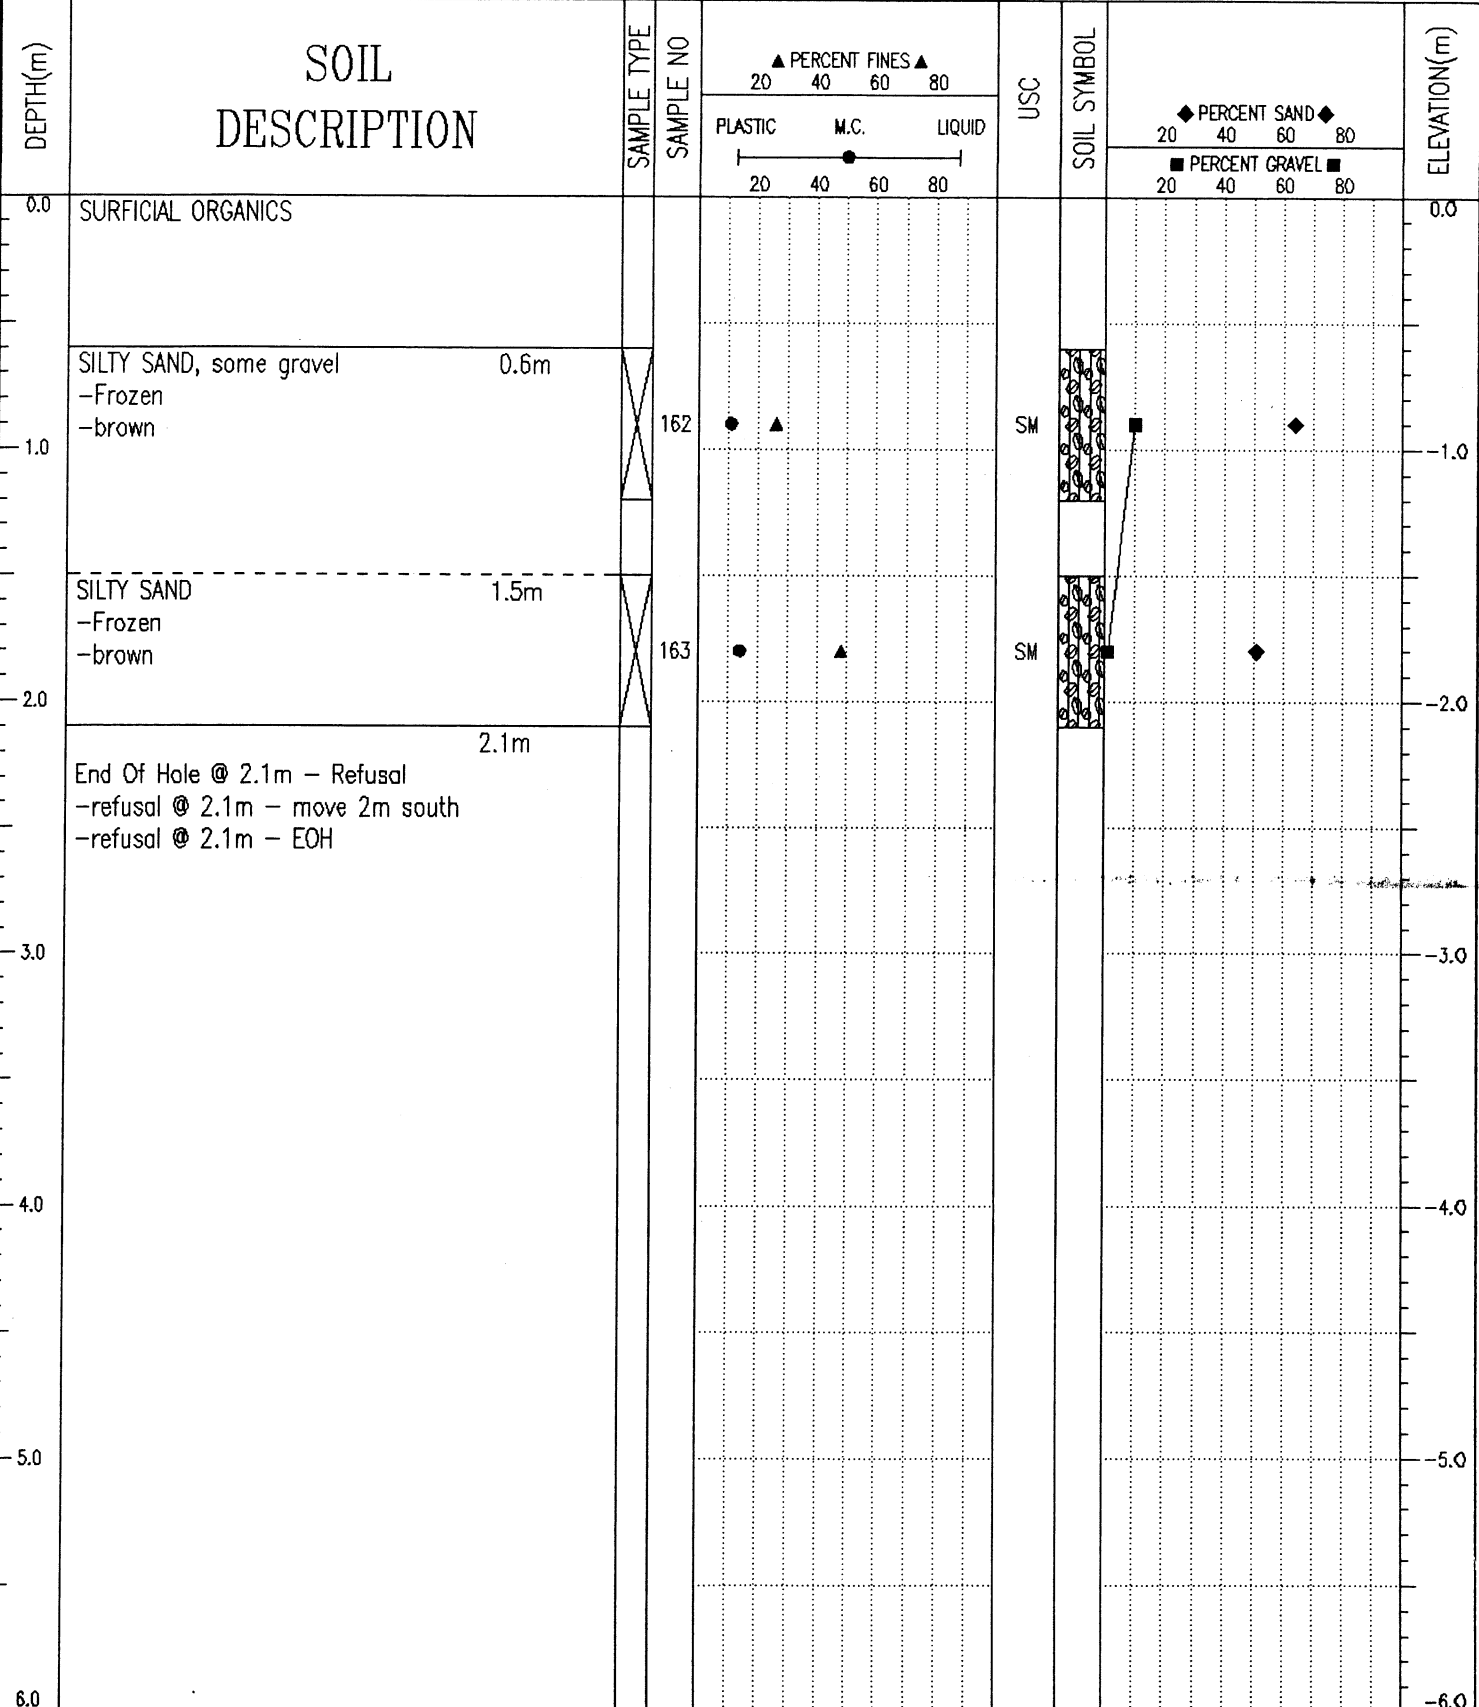 DEPTH(m)
SOIL
DESCRIPTION
SAMPLE TYPE
SAMPLE NO
▲ PERCENT FINES ▲
20 40 60 80
PLASTIC M.C. LIQUID
20 40 60 80
USC
SOIL SYMBOL
◆ PERCENT SAND ◆
20 40 60 80
■ PERCENT GRAVEL ■
20 40 60 80
ELEVATION(m)
0.0
SURFICIAL ORGANICS
0.0
SILTY SAND, some gravel 0.6m
-Frozen
-brown
162
SM
1.0
-1.0
SILTY SAND 1.5m
-Frozen
-brown
163
SM
2.0
-2.0
2.1m
End Of Hole @ 2.1m – Refusal
-refusal @ 2.1m – move 2m south
-refusal @ 2.1m – EOH
3.0
-3.0
4.0
-4.0
5.0
-5.0
6.0
-6.0